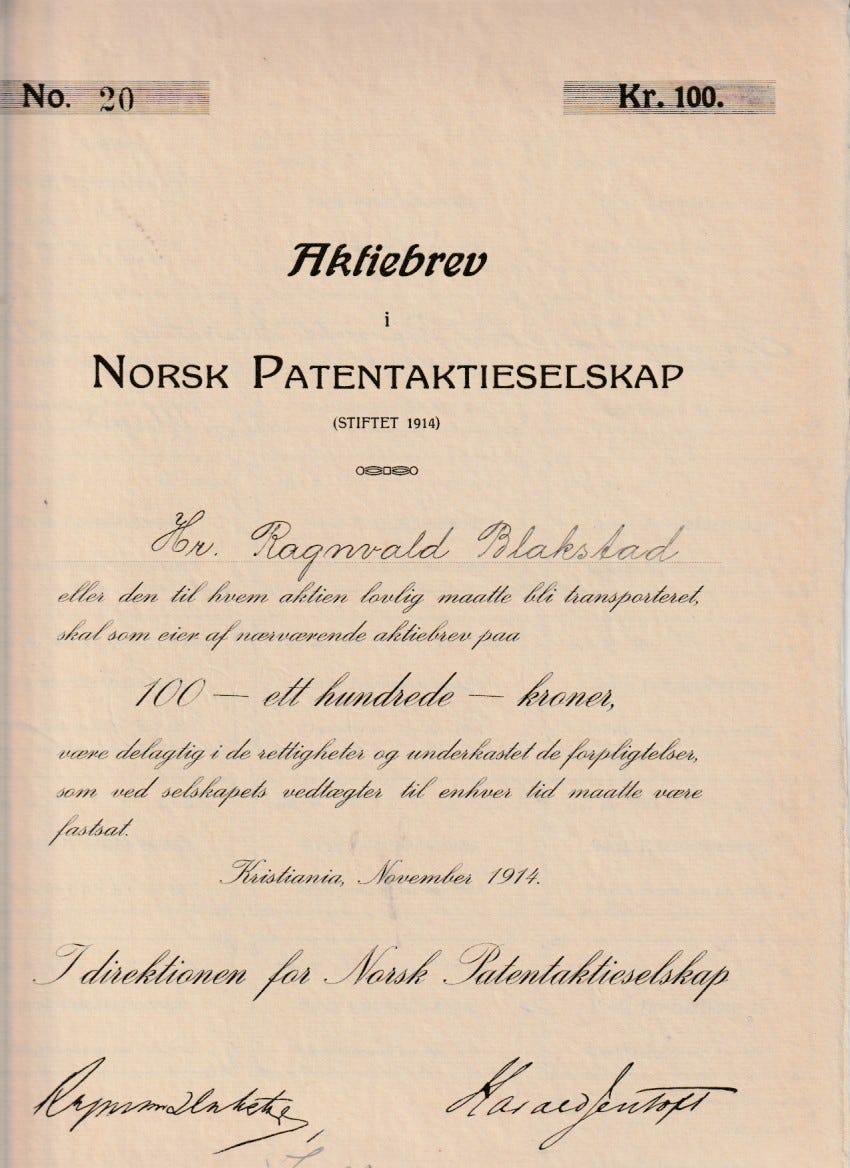 No. 20
Kr. 100.
Aktiebrev
i
NORSK PATENTAKTIESELSKAP
(STIFTET 1914)
Hr. Ragnvald Blakstad
eller den til hvem aktien lovlig maatte bli transporteret,
skal som eier af nærværende aktiebrev paa
100 — ett hundrede — kroner,
være delagtig i de rettigheter og underkastet de forpligtelser,
som ved selskapets vedtægter til enhver tid maatte være
fastsat.
Kristiania, November 1914.
I direktionen for Norsk Patentaktieselskap
Harald Jentoft